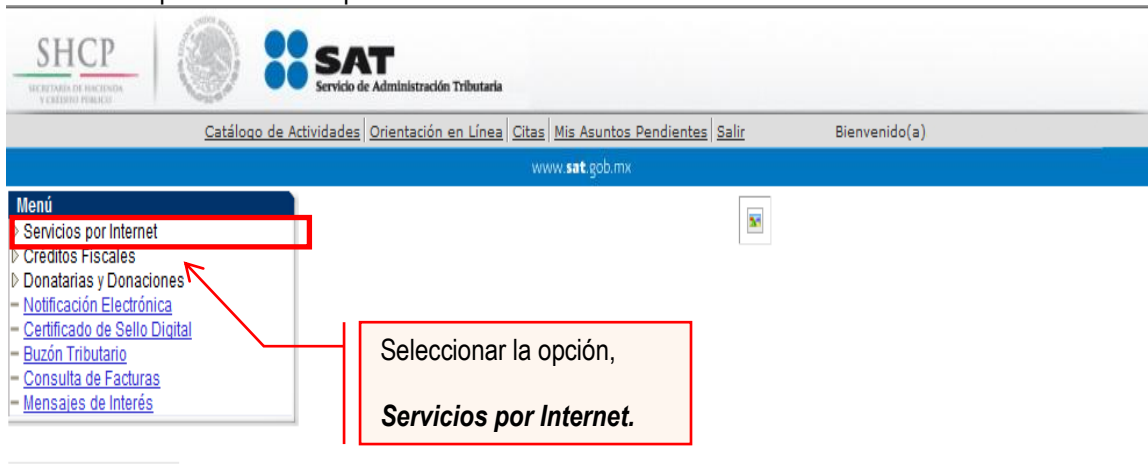 SHCP
SECRETARÍA DE HACIENDA
Y CRÉDITO PÚBLICO
SAT
Servicio de Administración Tributaria
Catálogo de Actividades Orientación en Línea Citas Mis Asuntos Pendientes Salir Bienvenido(a)
www.sat.gob.mx
Menú
Servicios por Internet
Creditos Fiscales
Donatarias y Donaciones
Notificación Electrónica
Certificado de Sello Digital
Buzón Tributario
Consulta de Facturas
Mensajes de Interés
Seleccionar la opción,
Servicios por Internet.